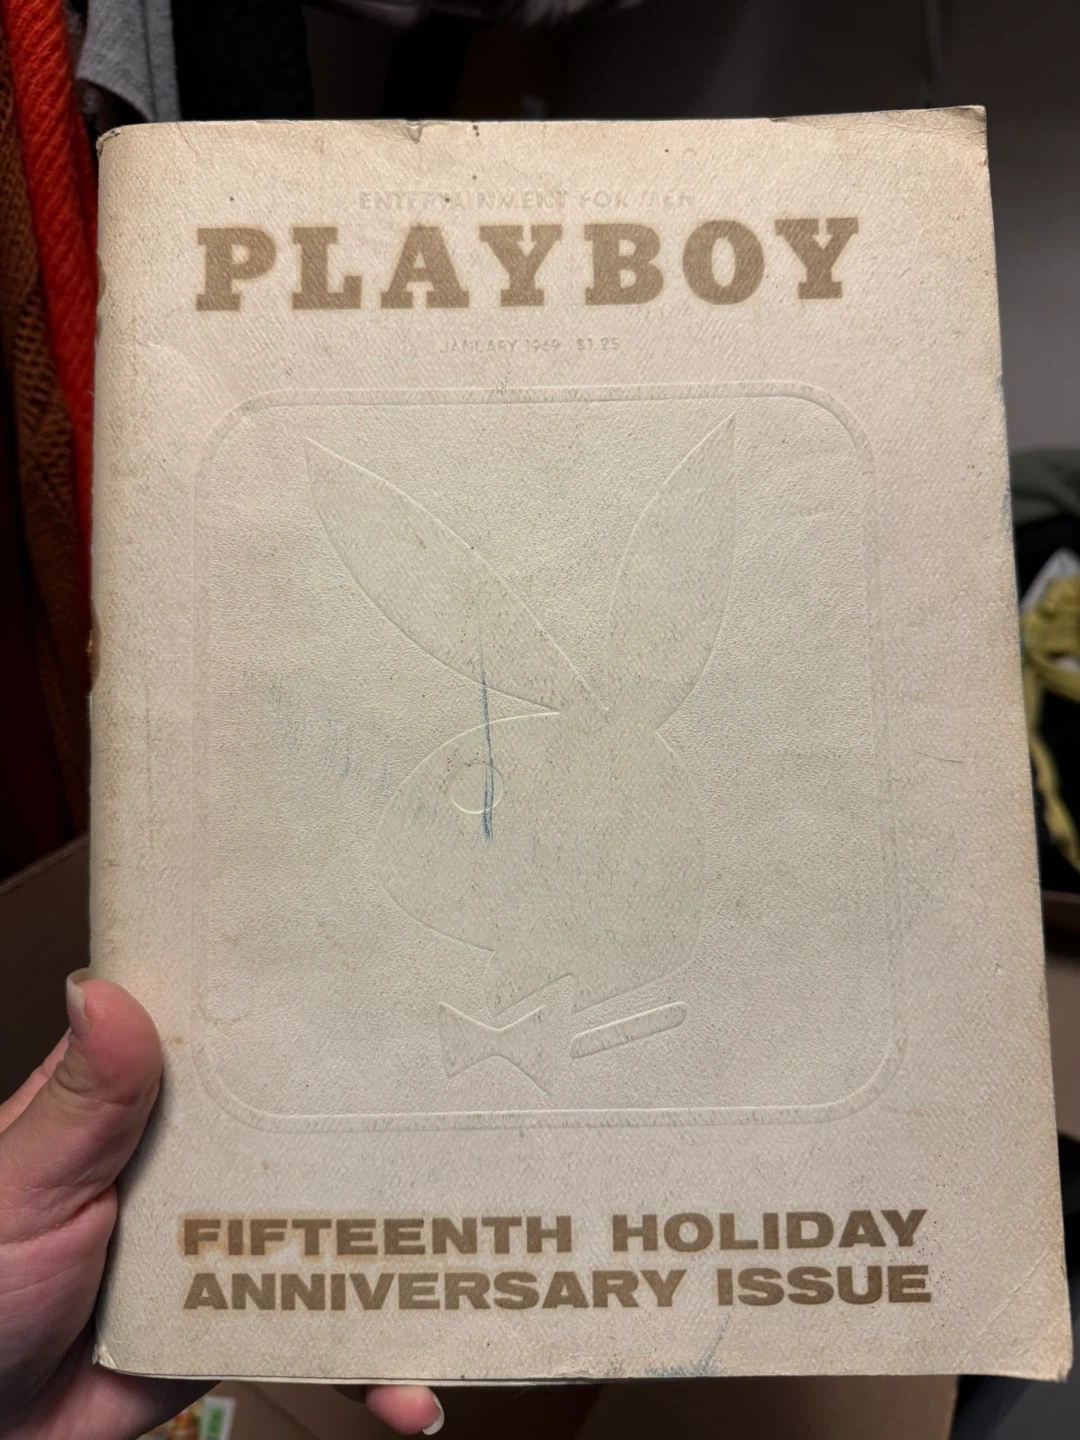 ENTERTAINMENT FOR MEN
PLAYBOY
JANUARY 1969 $1.25
FIFTEENTH HOLIDAY
ANNIVERSARY ISSUE